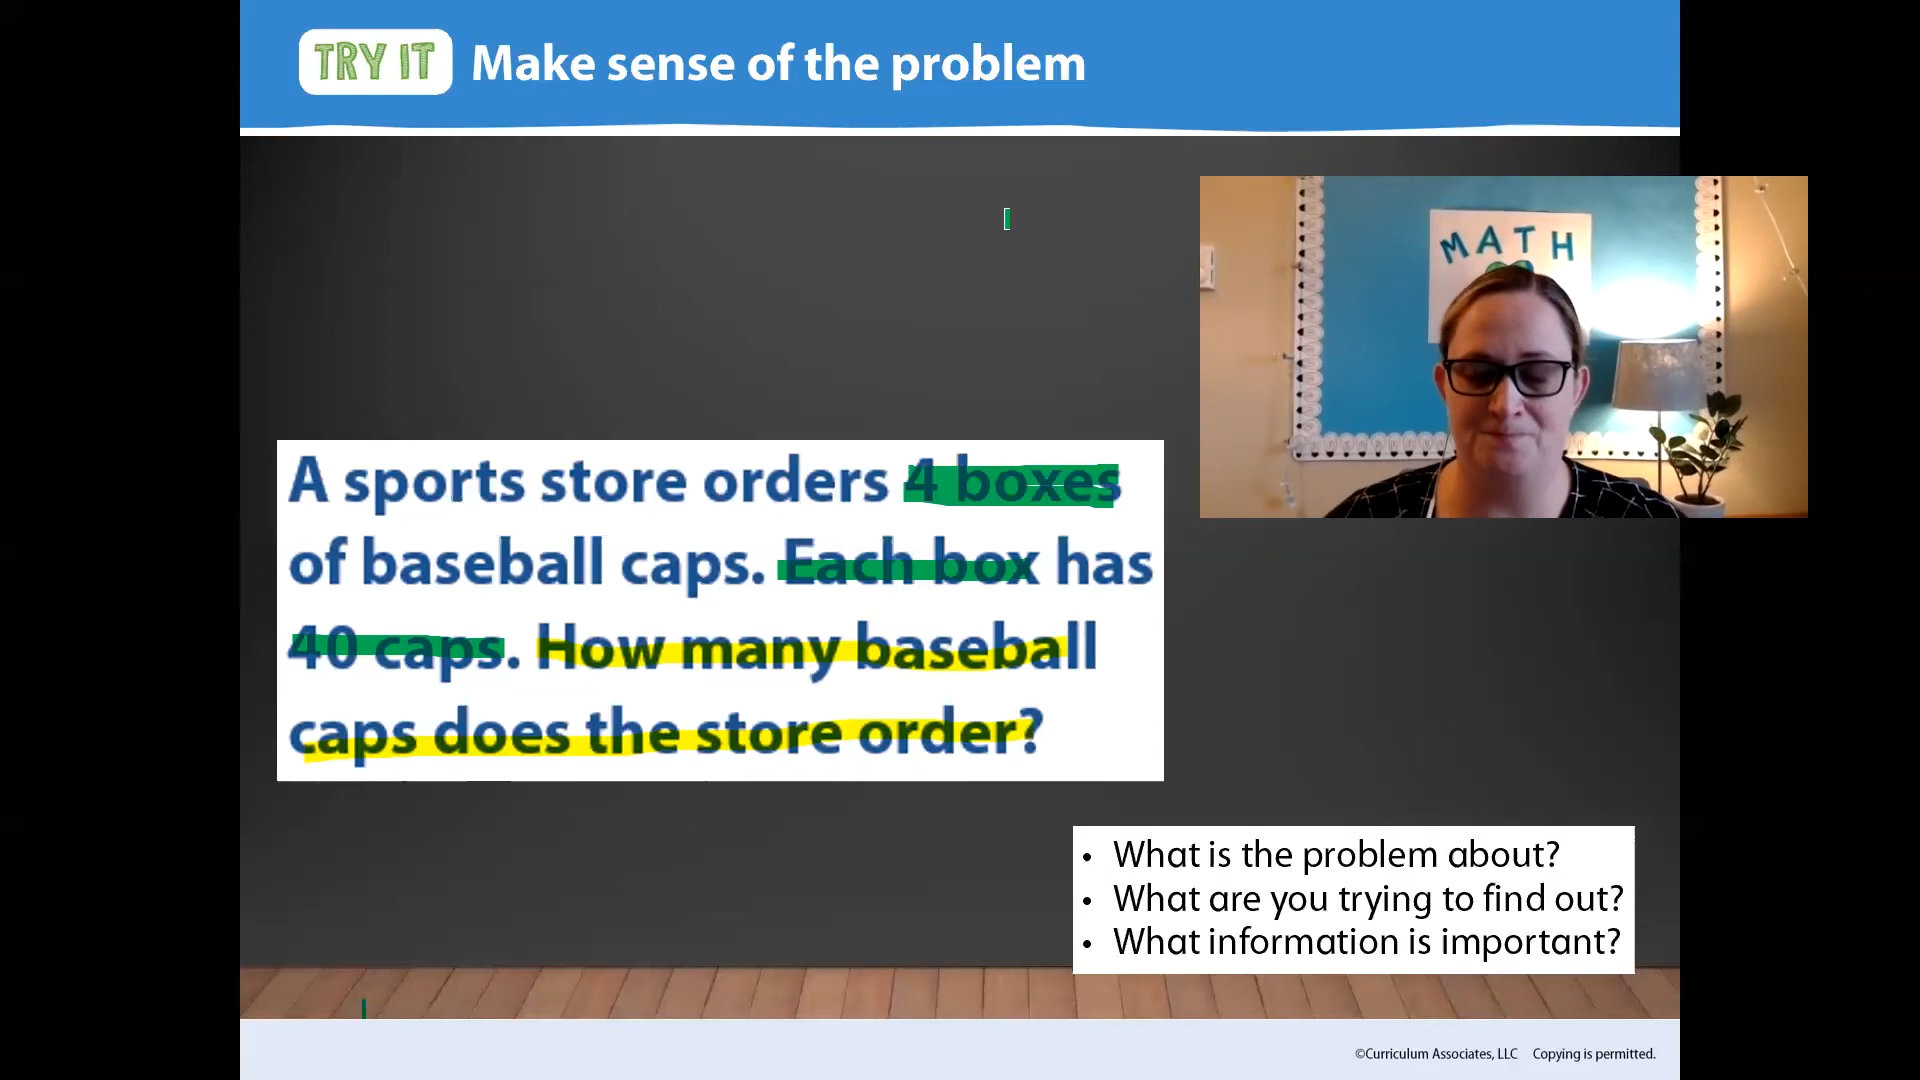 TRY IT Make sense of the problem
MATH
A sports store orders 4 boxes
of baseball caps. Each box has
40 caps. How many baseball
caps does the store order?
• What is the problem about?
• What are you trying to find out?
• What information is important?
©Curriculum Associates, LLC Copying is permitted.